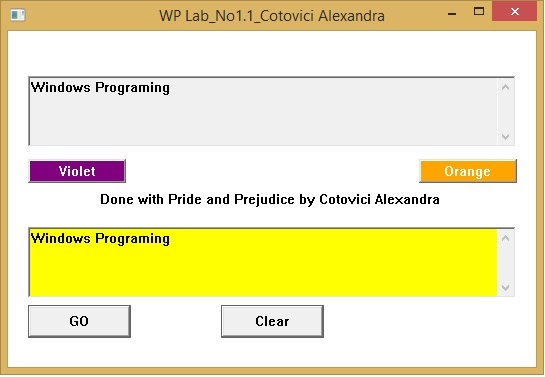 WP Lab_No1.1_Cotovici Alexandra
Windows Programing
Violet
Orange
Done with Pride and Prejudice by Cotovici Alexandra
Windows Programing
GO
Clear